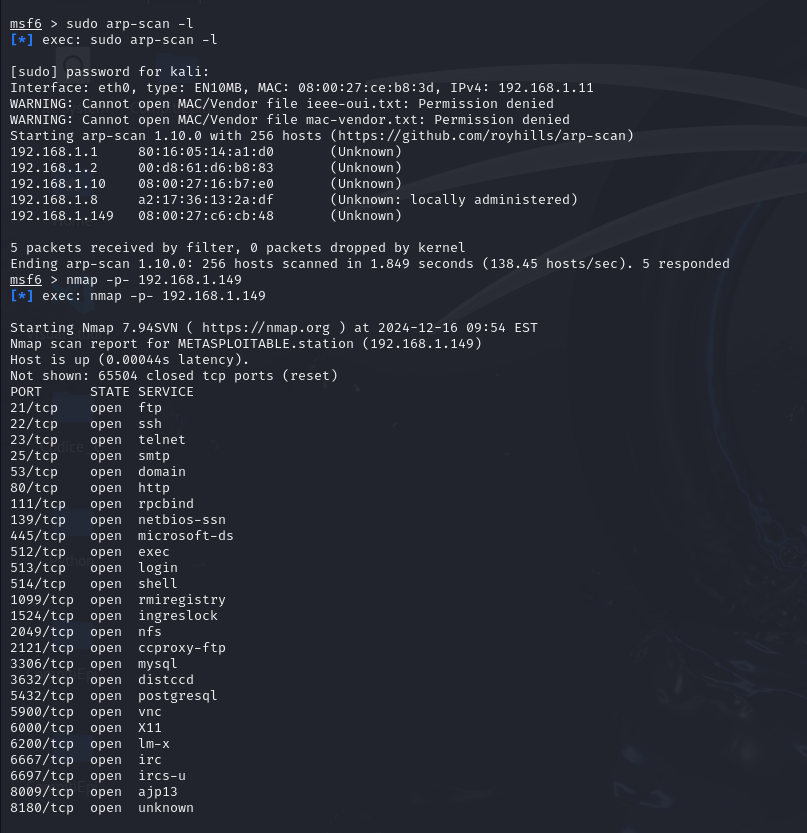 msf6 > sudo arp-scan -l
[*] exec: sudo arp-scan -l
[sudo] password for kali:
Interface: eth0, type: EN10MB, MAC: 08:00:27:ce:b8:3d, IPv4: 192.168.1.11
WARNING: Cannot open MAC/Vendor file ieee-oui.txt: Permission denied
WARNING: Cannot open MAC/Vendor file mac-vendor.txt: Permission denied
Starting arp-scan 1.10.0 with 256 hosts (https://github.com/royhills/arp-scan)
192.168.1.1     80:16:05:14:a1:d0       (Unknown)
192.168.1.2     00:d8:61:d6:b8:83       (Unknown)
192.168.1.10    08:00:27:16:b7:e0       (Unknown)
192.168.1.8     a2:17:36:13:2a:df       (Unknown: locally administered)
192.168.1.149   08:00:27:c6:cb:48       (Unknown)
5 packets received by filter, 0 packets dropped by kernel
Ending arp-scan 1.10.0: 256 hosts scanned in 1.849 seconds (138.45 hosts/sec). 5 responded
msf6 > nmap -p- 192.168.1.149
[*] exec: nmap -p- 192.168.1.149
Starting Nmap 7.94SVN ( https://nmap.org ) at 2024-12-16 09:54 EST
Nmap scan report for METASPLOITABLE.station (192.168.1.149)
Host is up (0.00044s latency).
Not shown: 65504 closed tcp ports (reset)
PORT      STATE SERVICE
21/tcp    open  ftp
22/tcp    open  ssh
23/tcp    open  telnet
25/tcp    open  smtp
53/tcp    open  domain
80/tcp    open  http
111/tcp   open  rpcbind
139/tcp   open  netbios-ssn
445/tcp   open  microsoft-ds
512/tcp   open  exec
513/tcp   open  login
514/tcp   open  shell
1099/tcp  open  rmiregistry
1524/tcp  open  ingreslock
2049/tcp  open  nfs
2121/tcp  open  ccproxy-ftp
3306/tcp  open  mysql
3632/tcp  open  distccd
5432/tcp  open  postgresql
5900/tcp  open  vnc
6000/tcp  open  X11
6200/tcp  open  lm-x
6667/tcp  open  irc
6697/tcp  open  ircs-u
8009/tcp  open  ajp13
8180/tcp  open  unknown